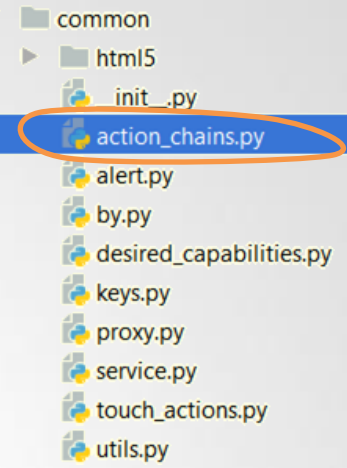 common
html5
__init__.py
action_chains.py
alert.py
by.py
desired_capabilities.py
keys.py
proxy.py
service.py
touch_actions.py
utils.py